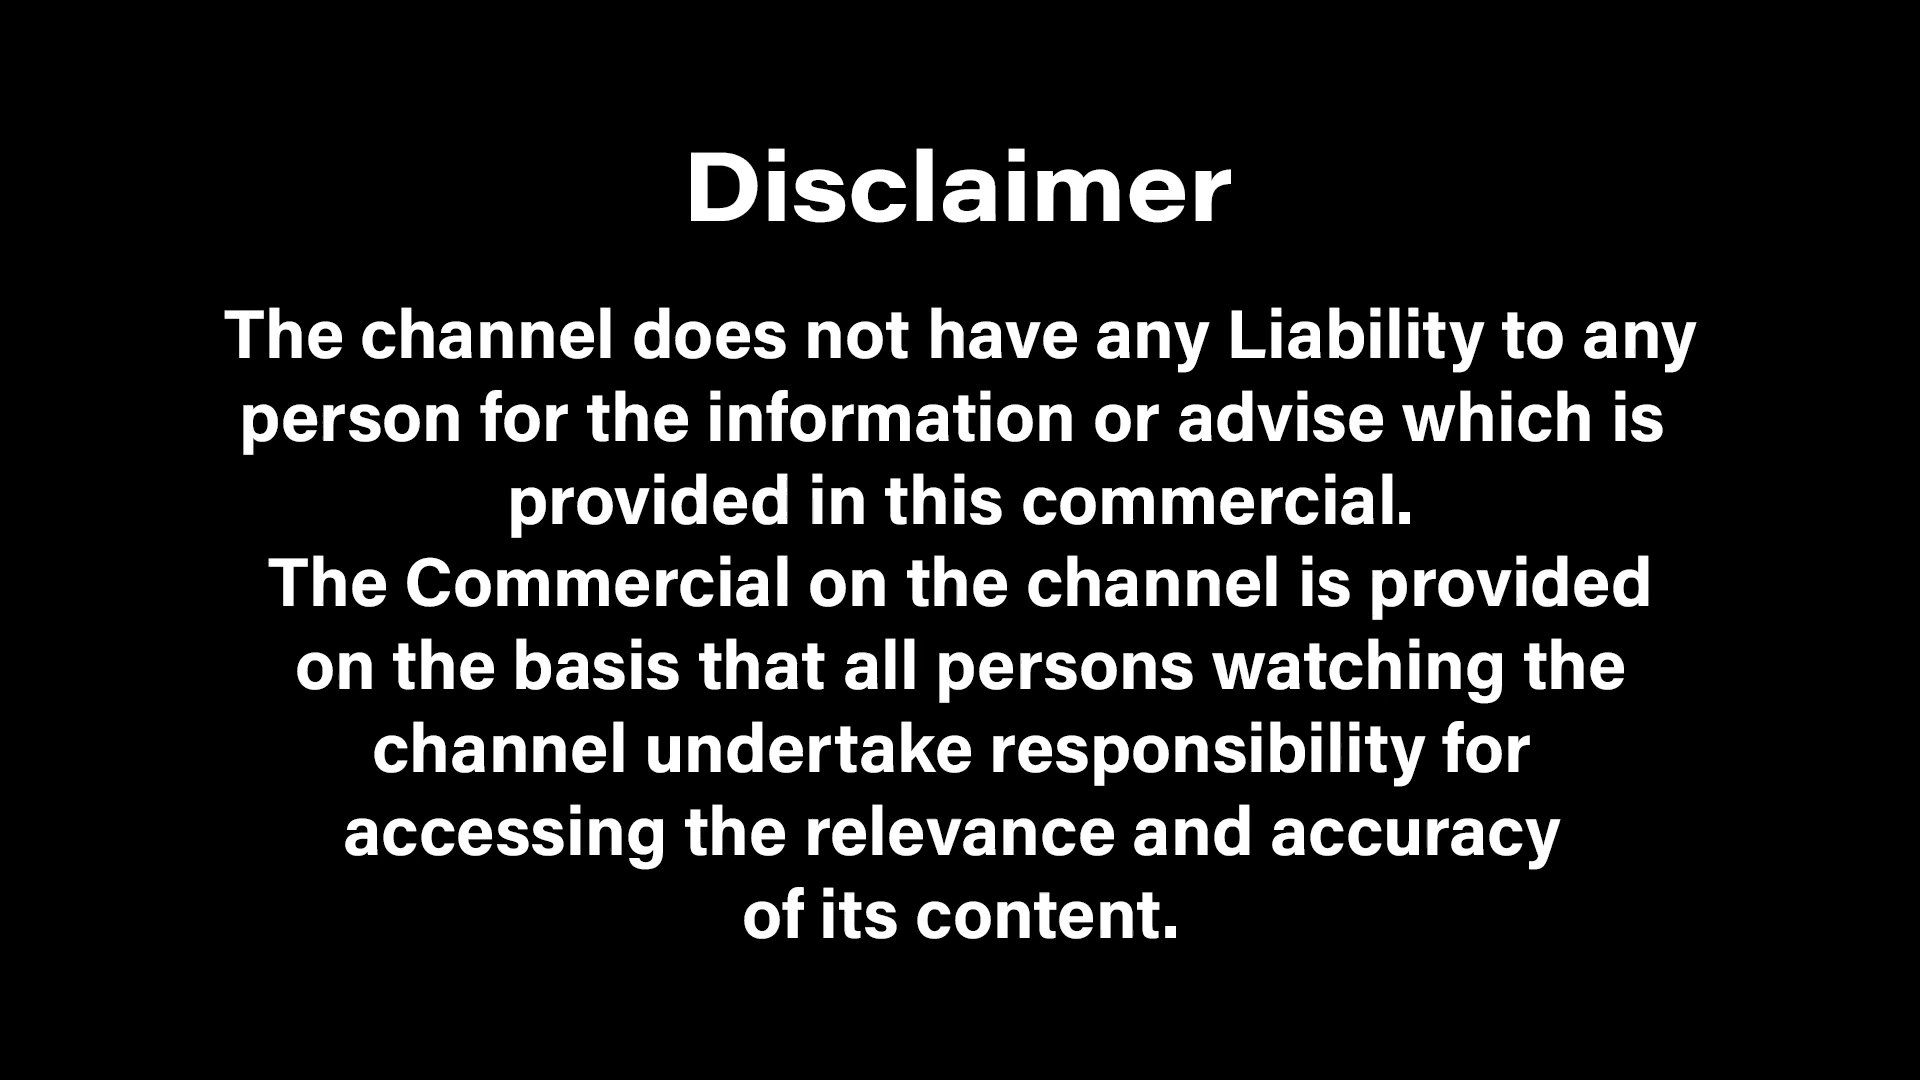 Disclaimer
The channel does not have any Liability to any
person for the information or advise which is
provided in this commercial.
The Commercial on the channel is provided
on the basis that all persons watching the
channel undertake responsibility for
accessing the relevance and accuracy
of its content.